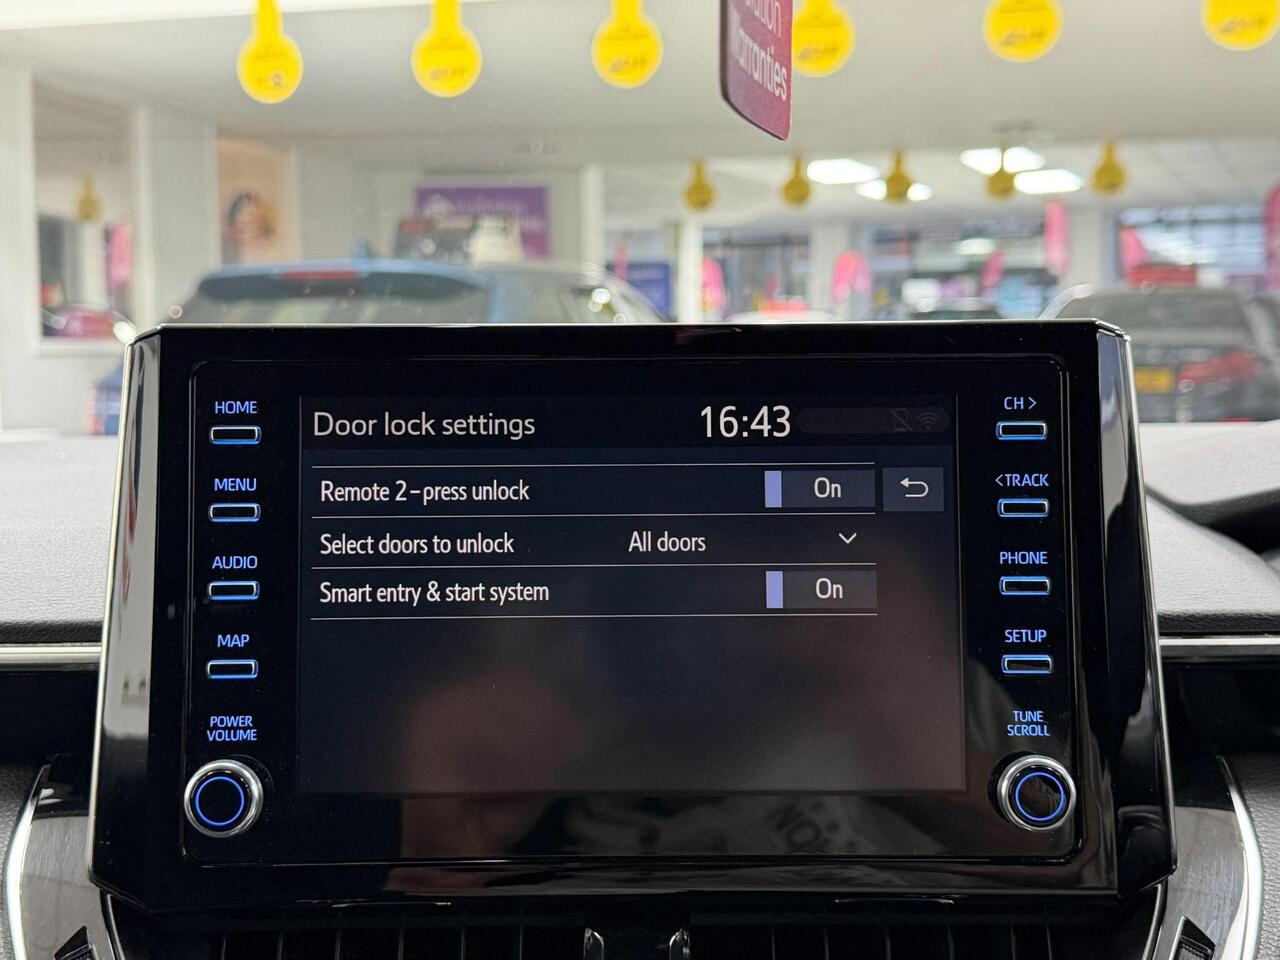 Warranties
HOME
MENU
AUDIO
MAP
POWER
VOLUME
Door lock settings
16:43
Remote 2-press unlock
On
Select doors to unlock
All doors
Smart entry & start system
On
CH >
<TRACK
PHONE
SETUP
TUNE
SCROLL